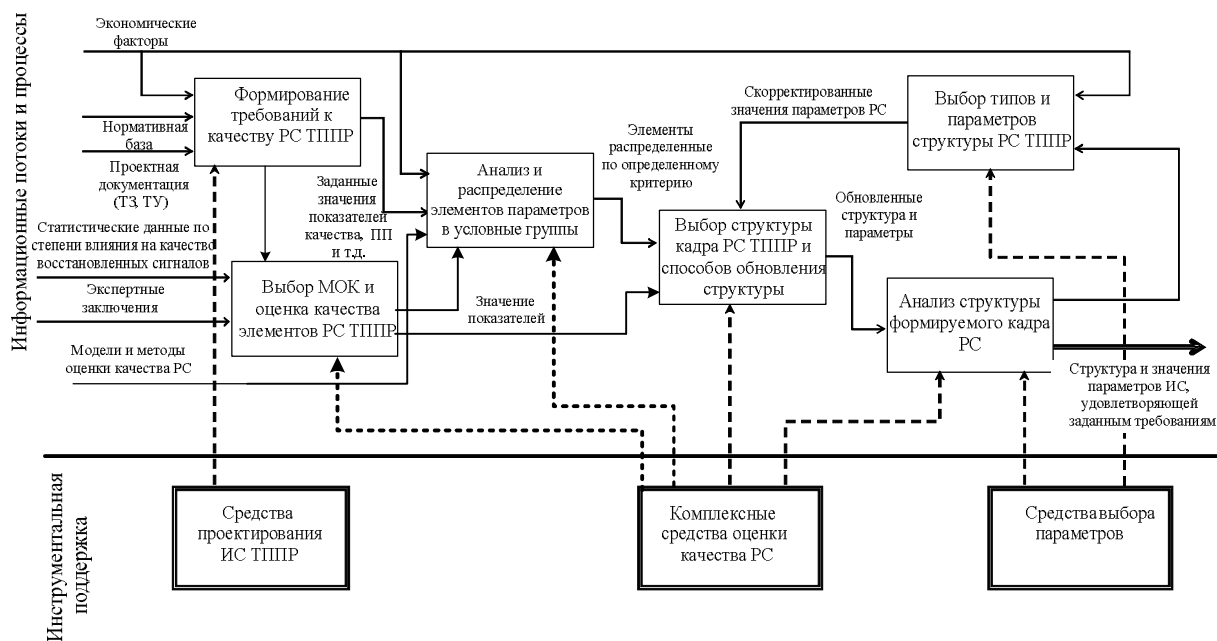 Информационные потоки и процессы
Экономические
факторы
Формирование
требований к
качеству РС ТППР
Нормативная
база
Проектная
документация
(ТЗ, ТУ)
Статистические данные по
степени влияния на качество
восстановленных сигналов
Экспертные
заключения
Модели и методы
оценки качества РС
Выбор МОК и
оценка качества
элементов РС ТППР
Заданные
значения
показателей
качества, ПП
и т.д.
Анализ и
распределение
элементов параметров
в условные группы
Значение
показателей
Элементы
распределенные
по определенному
критерию
Скорректированные
значения параметров РС
Выбор структуры
кадра РС ТППР и
способов обновления
структуры
Выбор типов и
параметров
структуры РС ТППР
Обновленные
структура и
параметры
Анализ структуры
формируемого кадра
РС
Структура и значения
параметров ИС,
удовлетворяющей
заданным требованиям
Инструментальная
поддержка
Средства
проектирования
ИС ТППР
Комплексные
средства оценки
качества РС
Средства выбора
параметров